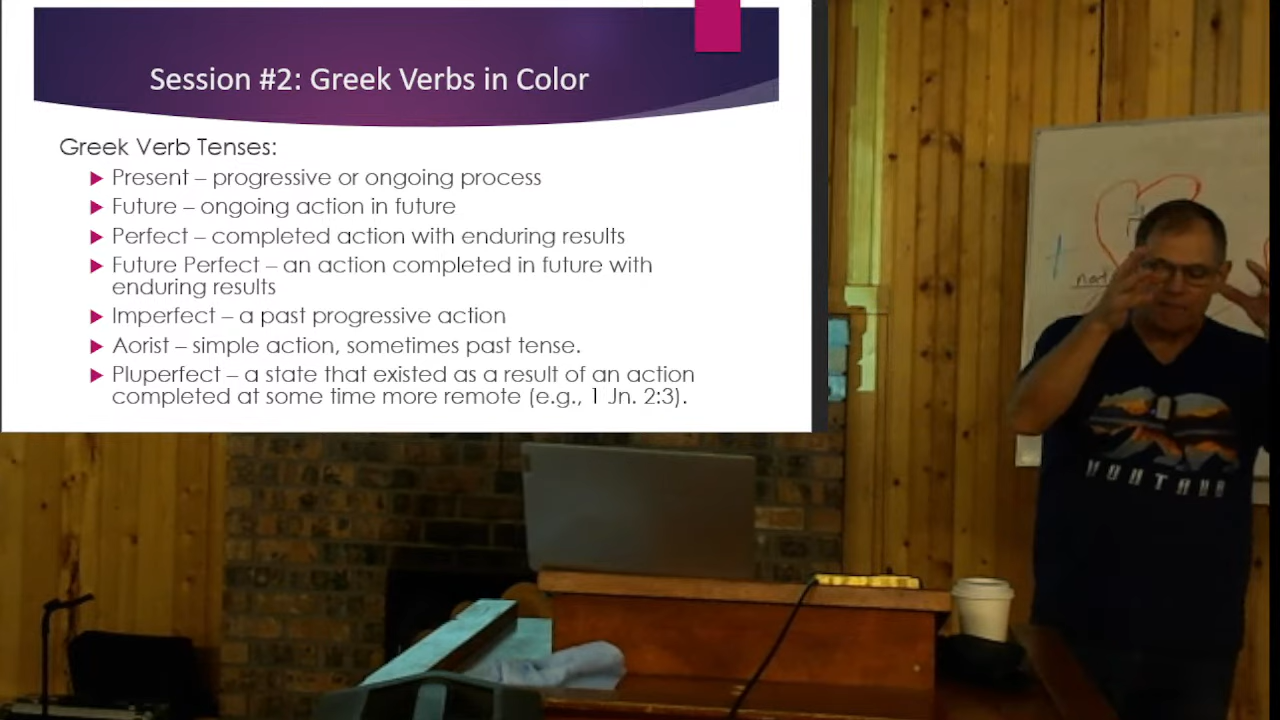 Session #2: Greek Verbs in Color
Greek Verb Tenses:
Present – progressive or ongoing process
Future – ongoing action in future
Perfect – completed action with enduring results
Future Perfect – an action completed in future with
enduring results
Imperfect – a past progressive action
Aorist – simple action, sometimes past tense.
Pluperfect – a state that existed as a result of an action
completed at some time more remote (e.g., 1 Jn. 2:3).
MONTANA